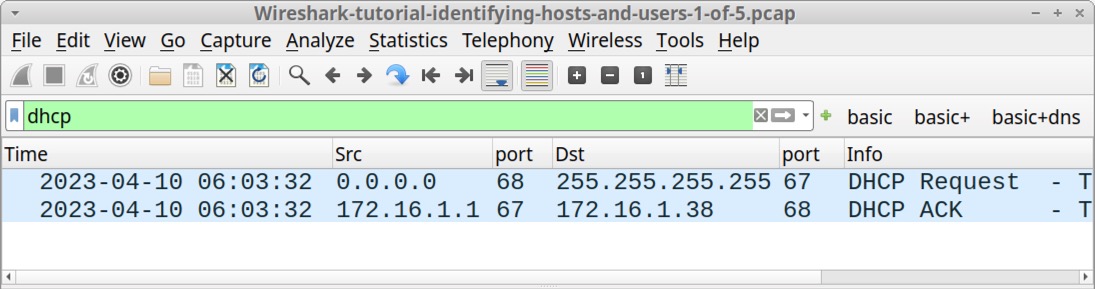 Wireshark-tutorial-identifying-hosts-and-users-1-of-5.pcap
File Edit View Go Capture Analyze Statistics Telephony Wireless Tools Help
1
dhcp basic basic+ basic+dns
Time Src port Dst port Info
2023-04-10 06:03:32 0.0.0.0 68 255.255.255.255 67 DHCP Request - T
2023-04-10 06:03:32 172.16.1.1 67 172.16.1.38 68 DHCP ACK - T